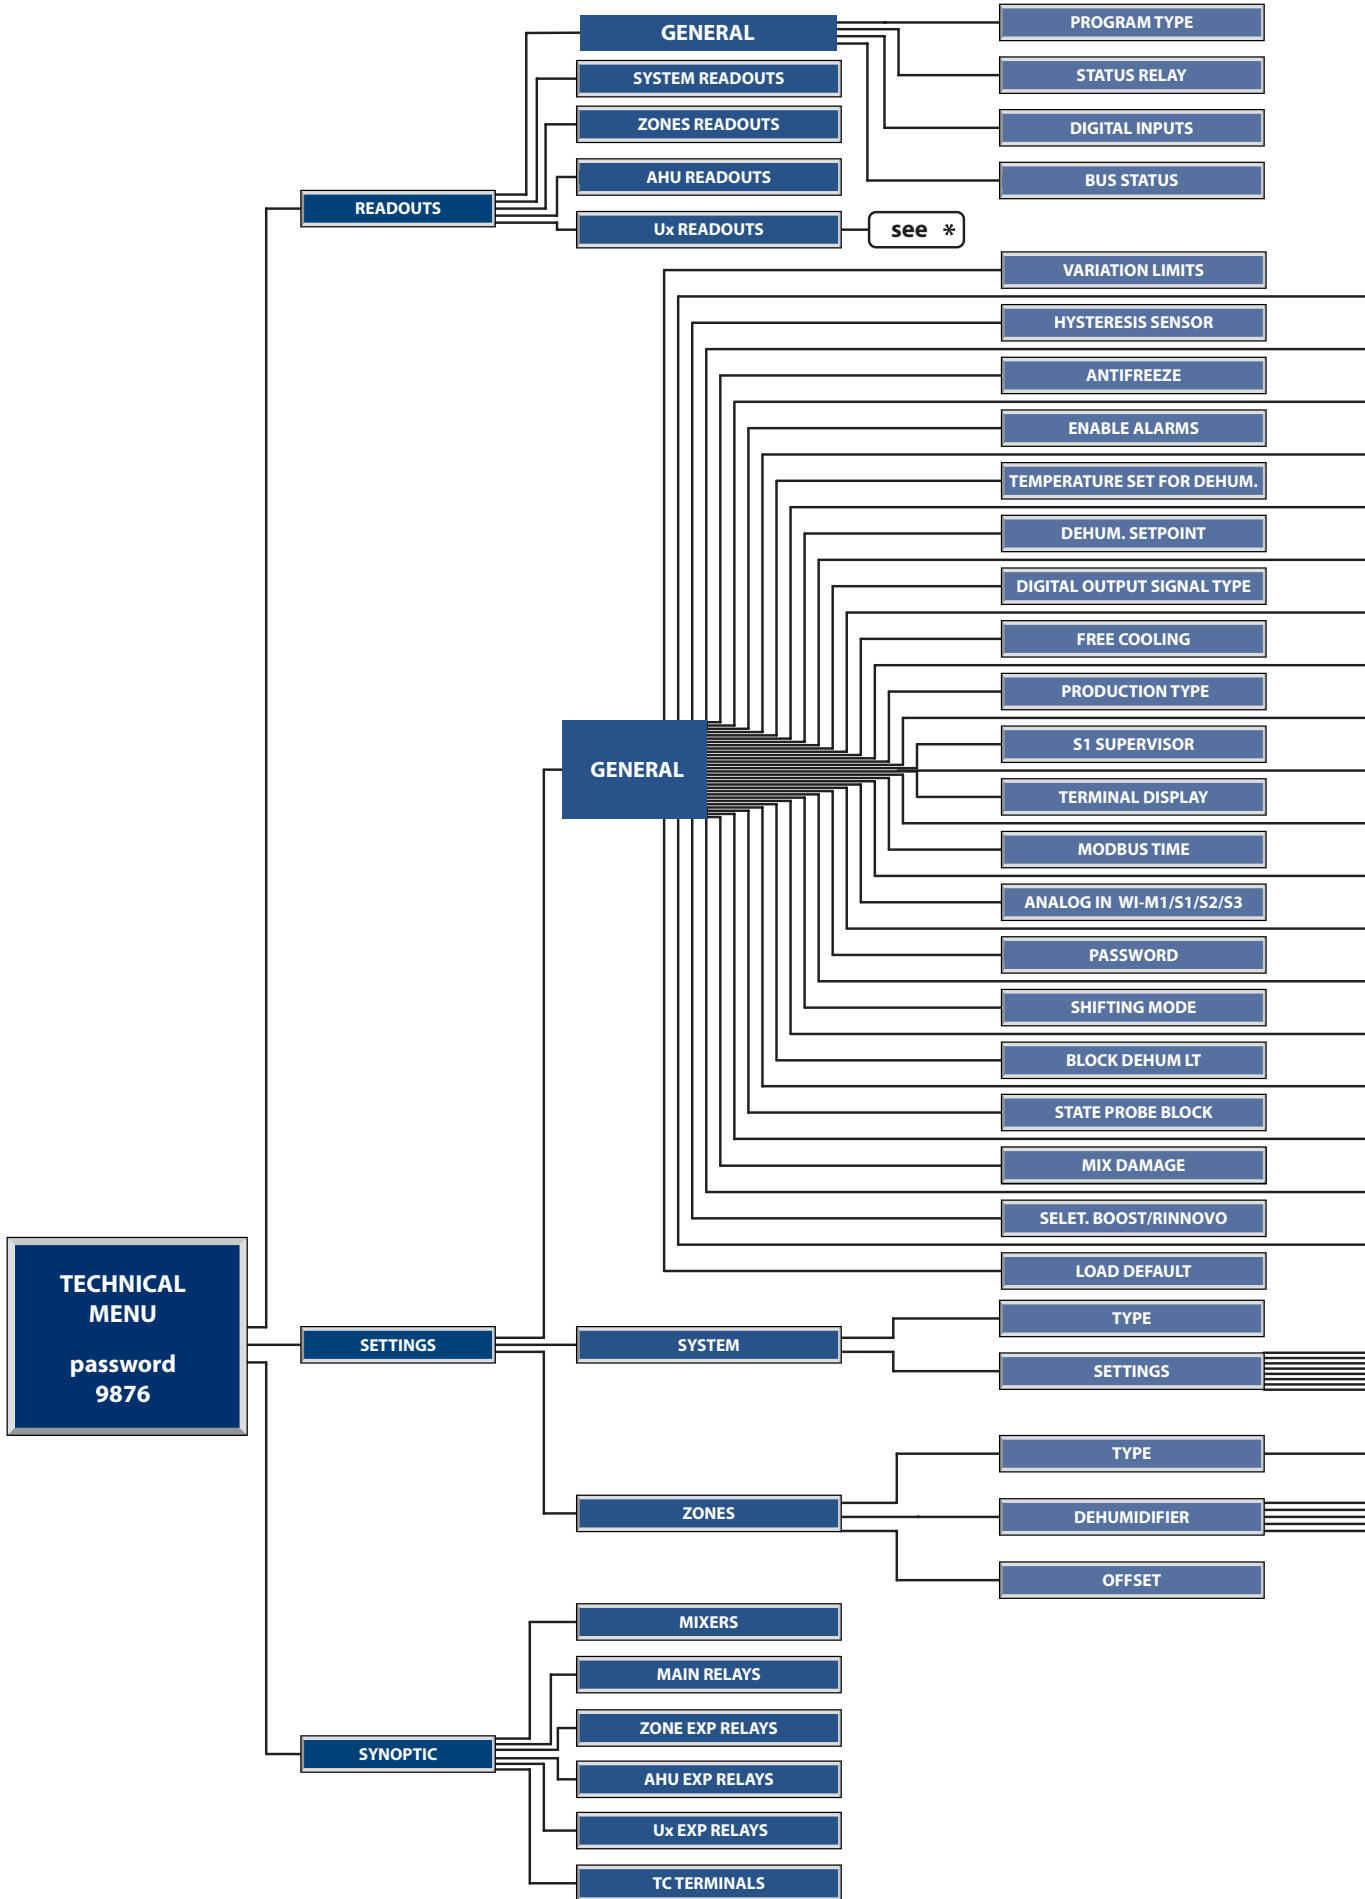 GENERAL
PROGRAM TYPE
STATUS RELAY
DIGITAL INPUTS
BUS STATUS
SYSTEM READOUTS
ZONES READOUTS
AHU READOUTS
Ux READOUTS
see *
READOUTS
VARIATION LIMITS
HYSTERESIS SENSOR
ANTIFREEZE
ENABLE ALARMS
TEMPERATURE SET FOR DEHUM.
DEHUM. SETPOINT
DIGITAL OUTPUT SIGNAL TYPE
FREE COOLING
PRODUCTION TYPE
S1 SUPERVISOR
GENERAL
TERMINAL DISPLAY
MODBUS TIME
ANALOG IN WI-M1/S1/S2/S3
PASSWORD
SHIFTING MODE
BLOCK DEHUM LT
STATE PROBE BLOCK
MIX DAMAGE
SELET. BOOST/RINNOVO
LOAD DEFAULT
TECHNICAL
MENU
password
9876
SETTINGS
SYSTEM
TYPE
SETTINGS
ZONES
TYPE
DEHUMIDIFIER
OFFSET
SYNOPTIC
MIXERS
MAIN RELAYS
ZONE EXP RELAYS
AHU EXP RELAYS
Ux EXP RELAYS
TC TERMINALS